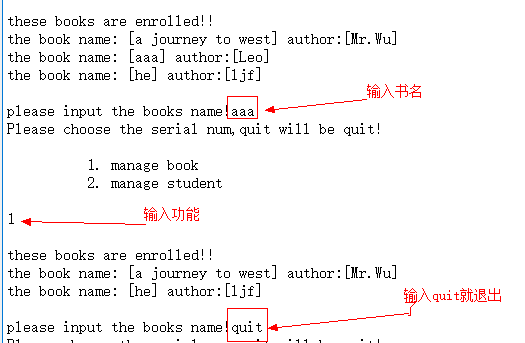 these books are enrolled!!
the book name: [a journey to west] author:[Mr.Wu]
the book name: [aaa] author:[Leo]
the book name: [he] author:[ljf]
输入书名
please input the books name!aaa
Please choose the serial num,quit will be quit!
1. manage book
2. manage student
1
输入功能
these books are enrolled!!
the book name: [a journey to west] author:[Mr.Wu]
the book name: [he] author:[ljf]
输入quit就退出
please input the books name!quit